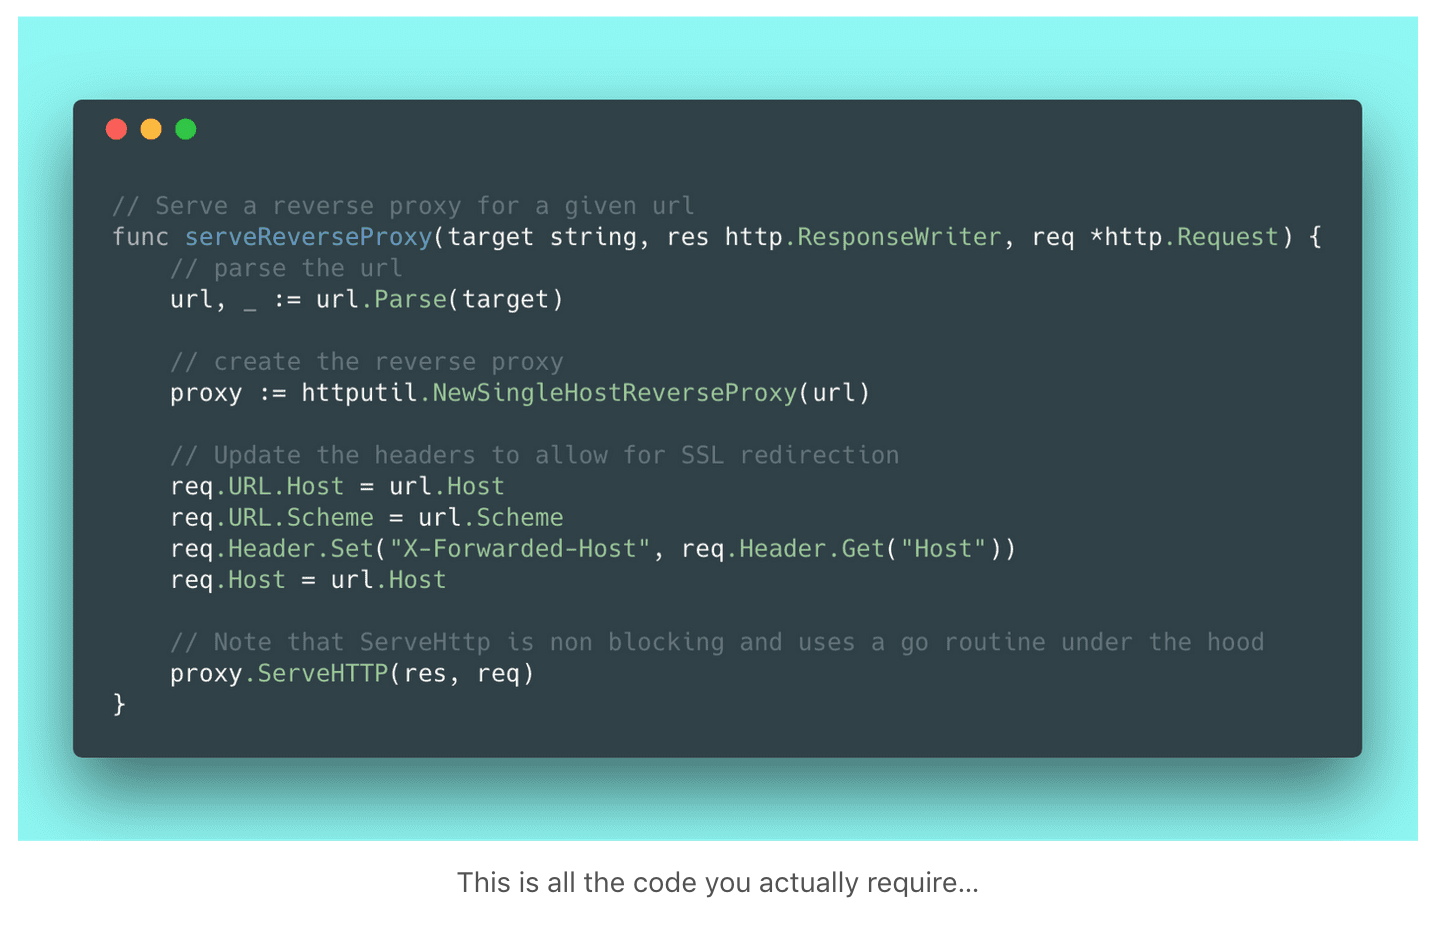 // Serve a reverse proxy for a given url
func serveReverseProxy(target string, res http.ResponseWriter, req *http.Request) {
    // parse the url
    url, _ := url.Parse(target)

    // create the reverse proxy
    proxy := httputil.NewSingleHostReverseProxy(url)

    // Update the headers to allow for SSL redirection
    req.URL.Host = url.Host
    req.URL.Scheme = url.Scheme
    req.Header.Set("X-Forwarded-Host", req.Header.Get("Host"))
    req.Host = url.Host

    // Note that ServeHttp is non blocking and uses a go routine under the hood
    proxy.ServeHTTP(res, req)
}
This is all the code you actually require...